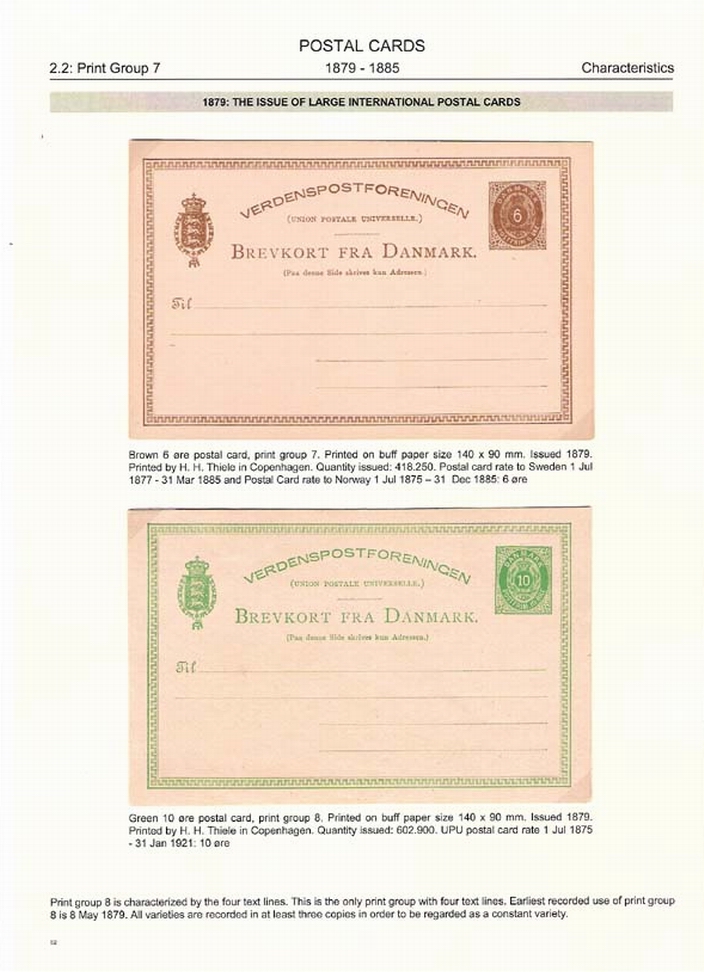 POSTAL CARDS
2.2: Print Group 7 1879 - 1885 Characteristics
1879: THE ISSUE OF LARGE INTERNATIONAL POSTAL CARDS
VERDENSPOSTFORENINGEN
(UNION POSTALE UNIVERSELLE.)
DANMARK
6
BREVKORT FRA DANMARK.
(Paa denne Side skrives kun Adressen.)
Til
Brown 6 øre postal card, print group 7. Printed on buff paper size 140 x 90 mm. Issued 1879.
Printed by H. H. Thiele in Copenhagen. Quantity issued: 418.250. Postal card rate to Sweden 1 Jul
1877 - 31 Mar 1885 and Postal Card rate to Norway 1 Jul 1875 – 31 Dec 1885: 6 øre
VERDENSPOSTFORENINGEN
(UNION POSTALE UNIVERSELLE.)
DANMARK
10
BREVKORT FRA DANMARK.
(Paa denne Side skrives kun Adressen.)
Til
Green 10 øre postal card, print group 8. Printed on buff paper size 140 x 90 mm. Issued 1879.
Printed by H. H. Thiele in Copenhagen. Quantity issued: 602.900. UPU postal card rate 1 Jul 1875
- 31 Jan 1921: 10 øre
Print group 8 is characterized by the four text lines. This is the only print group with four text lines. Earliest recorded use of print group
8 is 8 May 1879. All varieties are recorded in at least three copies in order to be regarded as a constant variety.